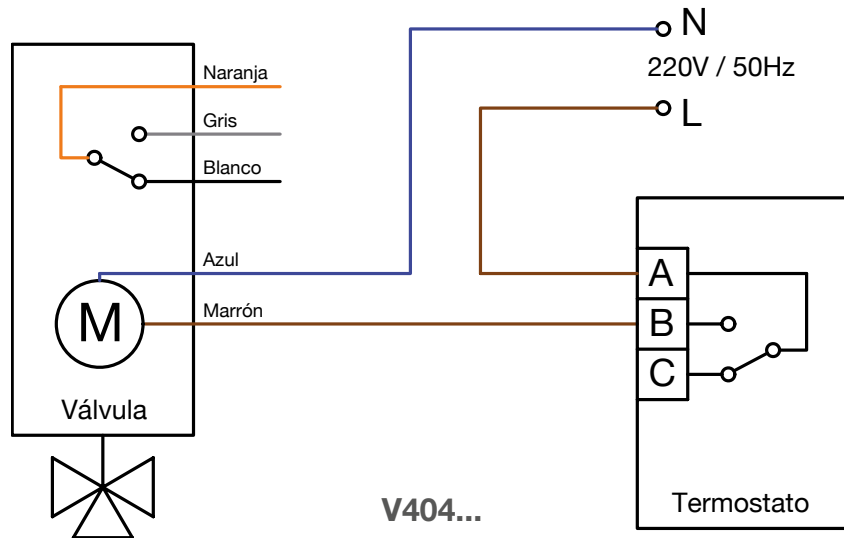 N
220V / 50Hz
L
Naranja
Gris
Blanco
Azul
Marrón
M
Válvula
A
B
C
Termostato
V404...